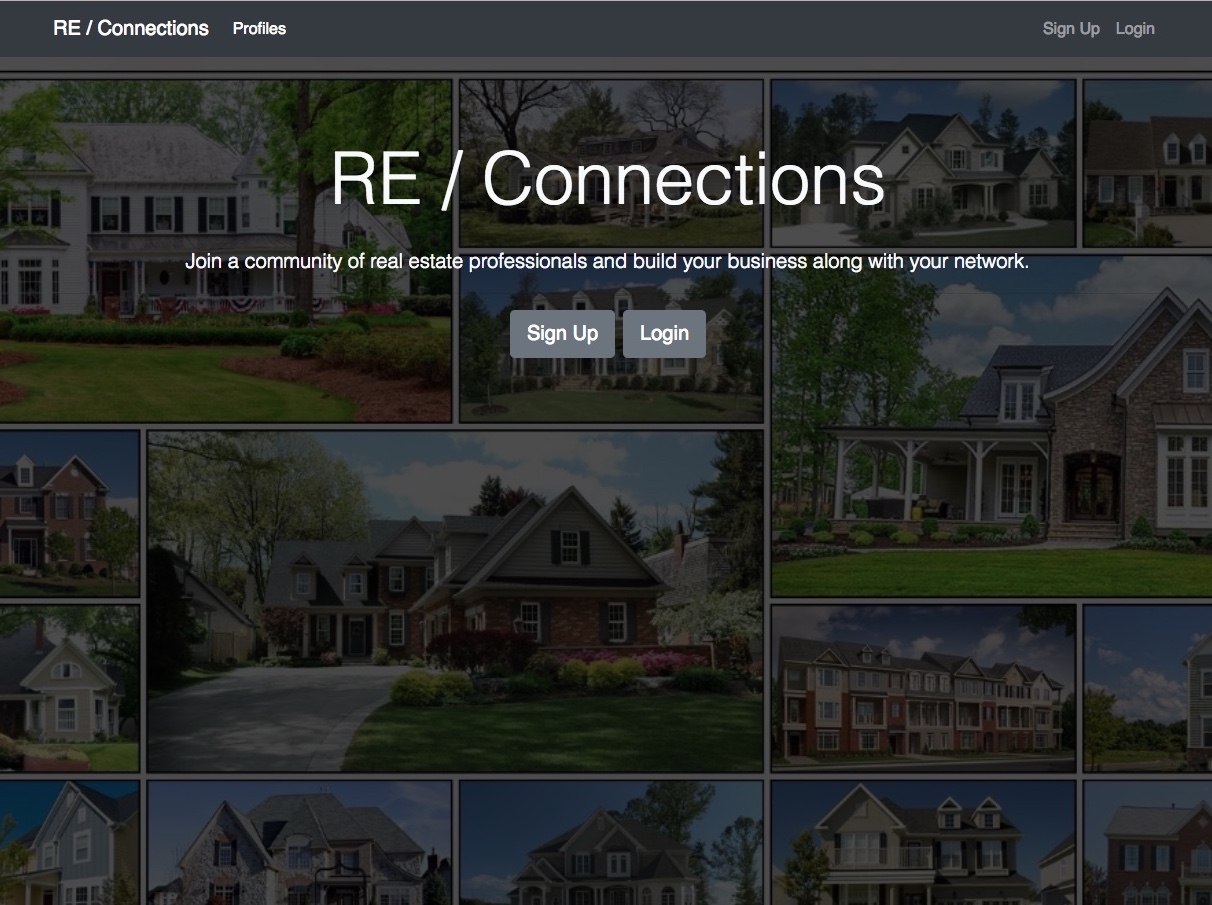 RE / Connections Profiles Sign Up Login
RE / Connections
Join a community of real estate professionals and build your business along with your network.
Sign Up Login